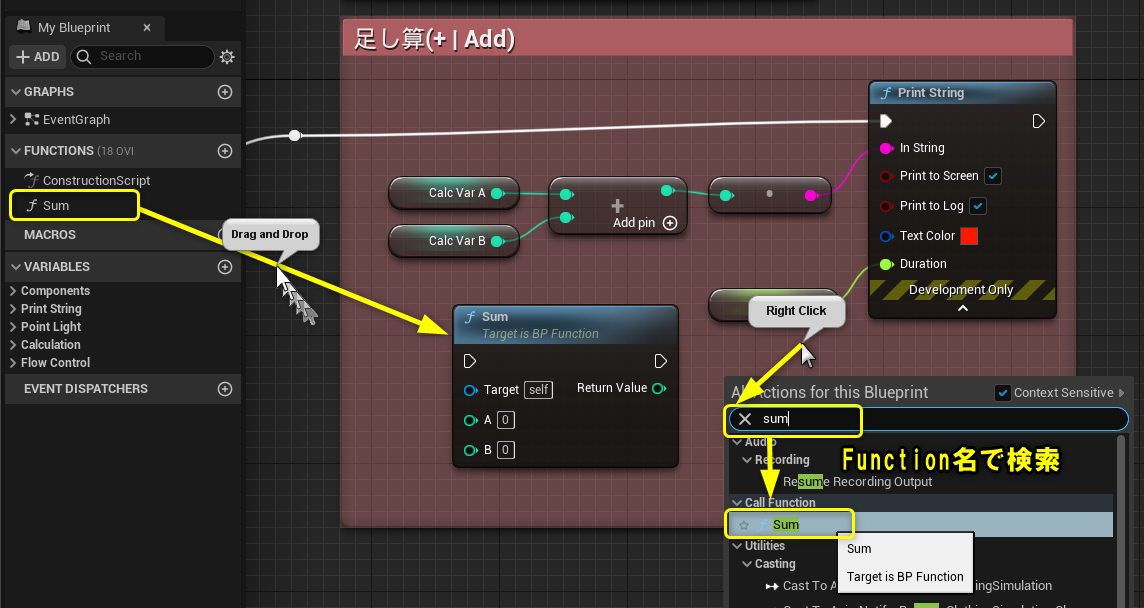 My Blueprint
ADD
Search
GRAPHS
EventGraph
FUNCTIONS (18 OVI
ConstructionScript
Sum
MACROS
VARIABLES
Components
Print String
Point Light
Calculation
Flow Control
EVENT DISPATCHERS
Drag and Drop
足し算(+ | Add)
Calc Var A
Calc Var B
Add pin
f Print String
In String
Print to Screen
Print to Log
Text Color
Duration
Development Only
f Sum
Target is BP Function
Target self
Return Value
A 0
B 0
Right Click
Actions for this Blueprint
Context Sensitive
sum
Audio
Recording
Resume Recording Output
Function名で検索
Call Function
f Sum
Utilities
Casting
Sum
Target is BP Function
Cast To A
ingSimulation